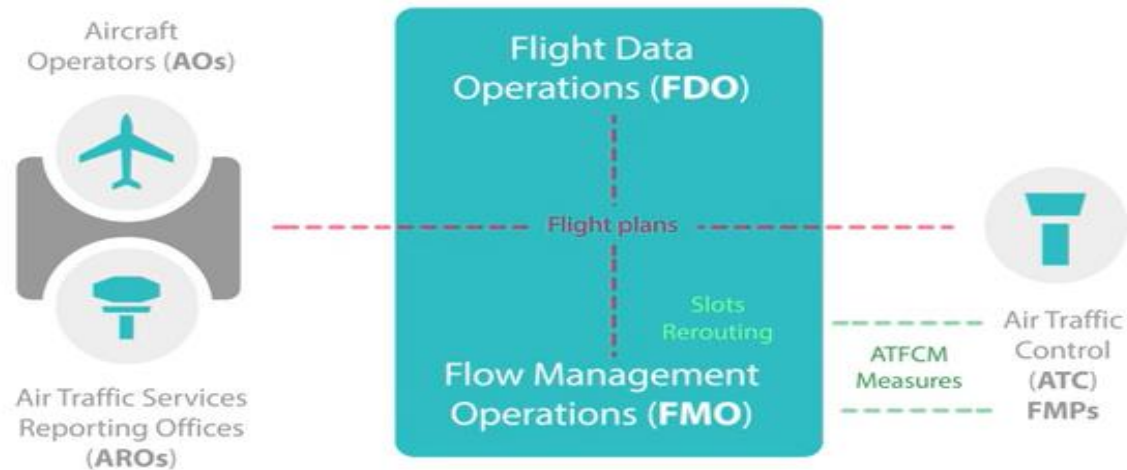 Aircraft
Operators (AOs)
Air Traffic Services
Reporting Offices
(AROs)
Flight Data
Operations (FDO)
Flight plans
Slots
Rerouting
Flow Management
Operations (FMO)
ATFCM
Measures
Air Traffic
Control
(ATC)
FMPs